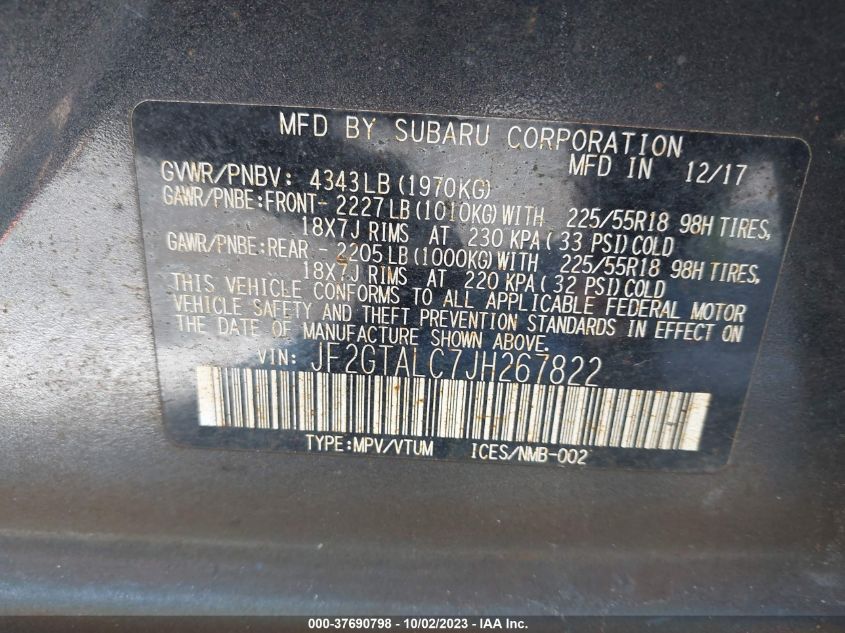 MFD BY SUBARU CORPORATION
MFD IN 12/17
GVWR/PNBV: 4343LB (1970KG)
GAWR/PNBE:FRONT- 2227LB (1010KG)WITH 225/55R18 98H TIRES,
18X7J RIMS AT 230 KPA( 33 PSI)COLD
GAWR/PNBE:REAR - 2205LB (1000KG)WITH 225/55R18 98H TIRES,
18X7J RIMS AT 220 KPA( 32 PSI)COLD
THIS VEHICLE CONFORMS TO ALL APPLICABLE FEDERAL MOTOR
VEHICLE SAFETY AND THEFT PREVENTION STANDARDS IN EFFECT ON
THE DATE OF MANUFACTURE SHOWN ABOVE.
VIN: JF2GTALC7JH267822
TYPE:MPV/VTUM ICES/NMB-002
000-37690798 - 10/02/2023 - IAA Inc.